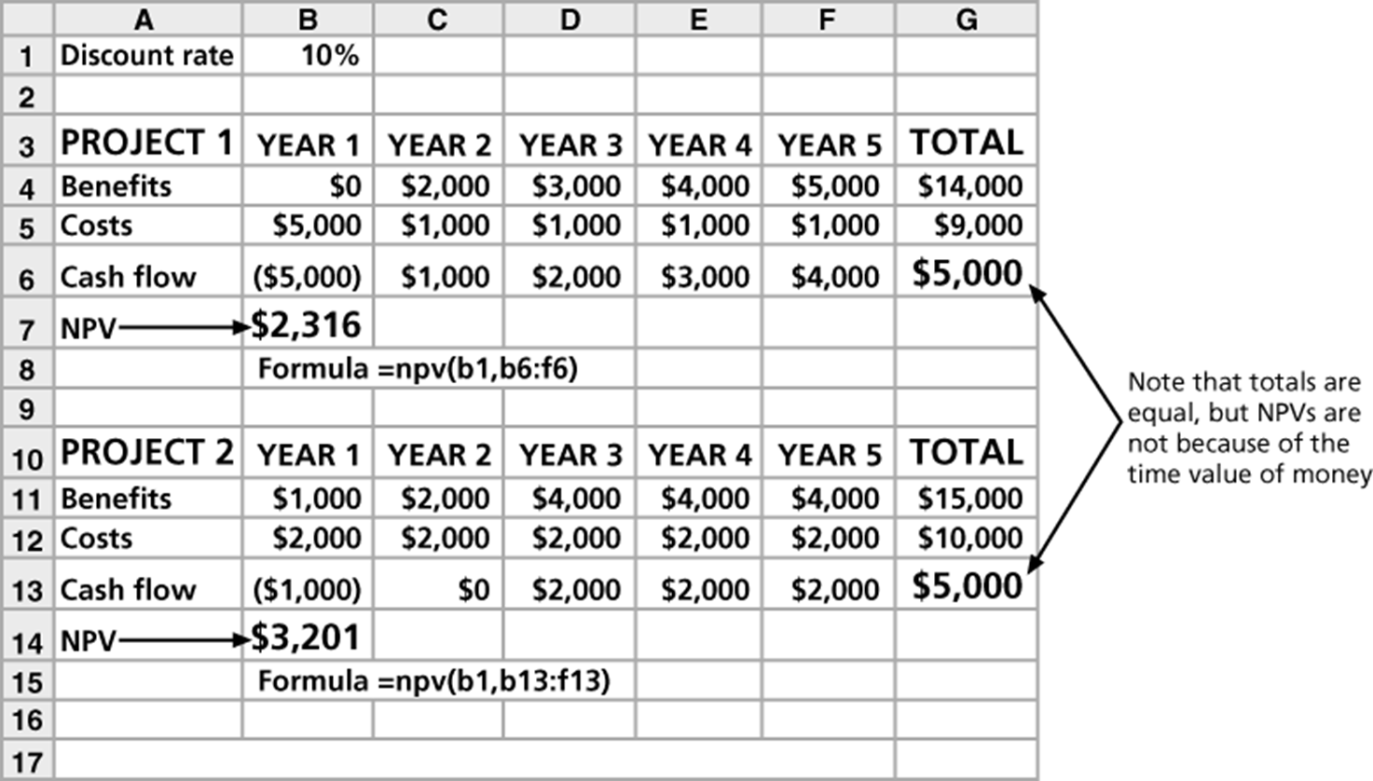 A B C D E F G
1 Discount rate 10%
2
3 PROJECT 1 YEAR 1 YEAR 2 YEAR 3 YEAR 4 YEAR 5 TOTAL
4 Benefits $0 $2,000 $3,000 $4,000 $5,000 $14,000
5 Costs $5,000 $1,000 $1,000 $1,000 $1,000 $9,000
6 Cash flow ($5,000) $1,000 $2,000 $3,000 $4,000 $5,000
7 NPV $2,316
8 Formula =npv(b1,b6:f6)
9
10 PROJECT 2 YEAR 1 YEAR 2 YEAR 3 YEAR 4 YEAR 5 TOTAL
11 Benefits $1,000 $2,000 $4,000 $4,000 $4,000 $15,000
12 Costs $2,000 $2,000 $2,000 $2,000 $2,000 $10,000
13 Cash flow ($1,000) $0 $2,000 $2,000 $2,000 $5,000
14 NPV $3,201
15 Formula =npv(b1,b13:f13)
16
17
Note that totals are
equal, but NPVs are
not because of the
time value of money